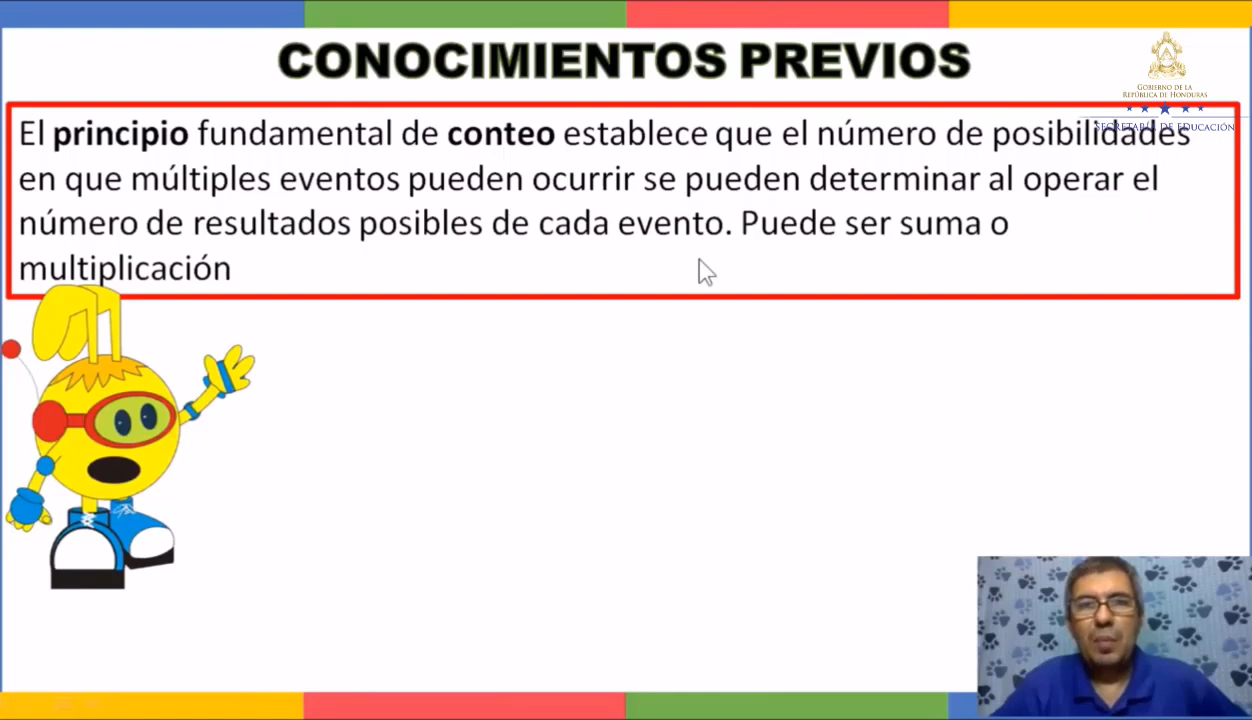 CONOCIMIENTOS PREVIOS
GOBIERNO DE LA
REPÚBLICA DE HONDURAS
SECRETARÍA DE EDUCACIÓN
El principio fundamental de conteo establece que el número de posibilidades
en que múltiples eventos pueden ocurrir se pueden determinar al operar el
número de resultados posibles de cada evento. Puede ser suma o
multiplicación